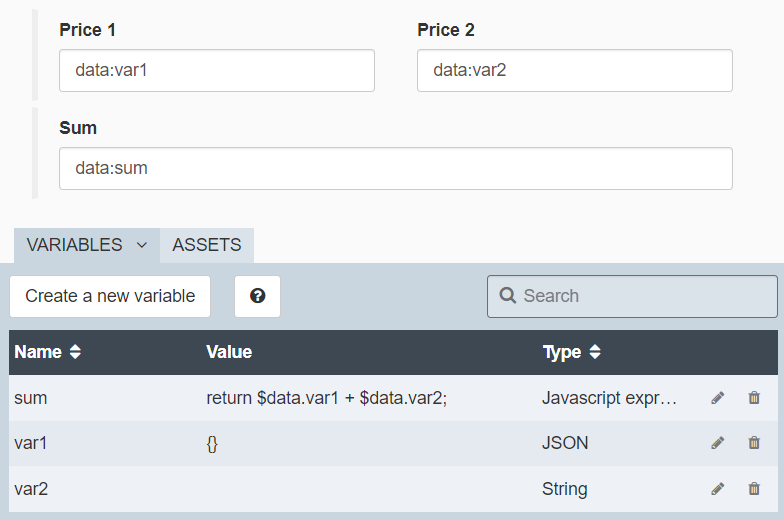 Price 1 Price 2
data:var1 data:var2
Sum
data:sum
VARIABLES ASSETS
Create a new variable ? Search
Name Value Type
sum return $data.var1 + $data.var2; Javascript expr…
var1 {} JSON
var2 String